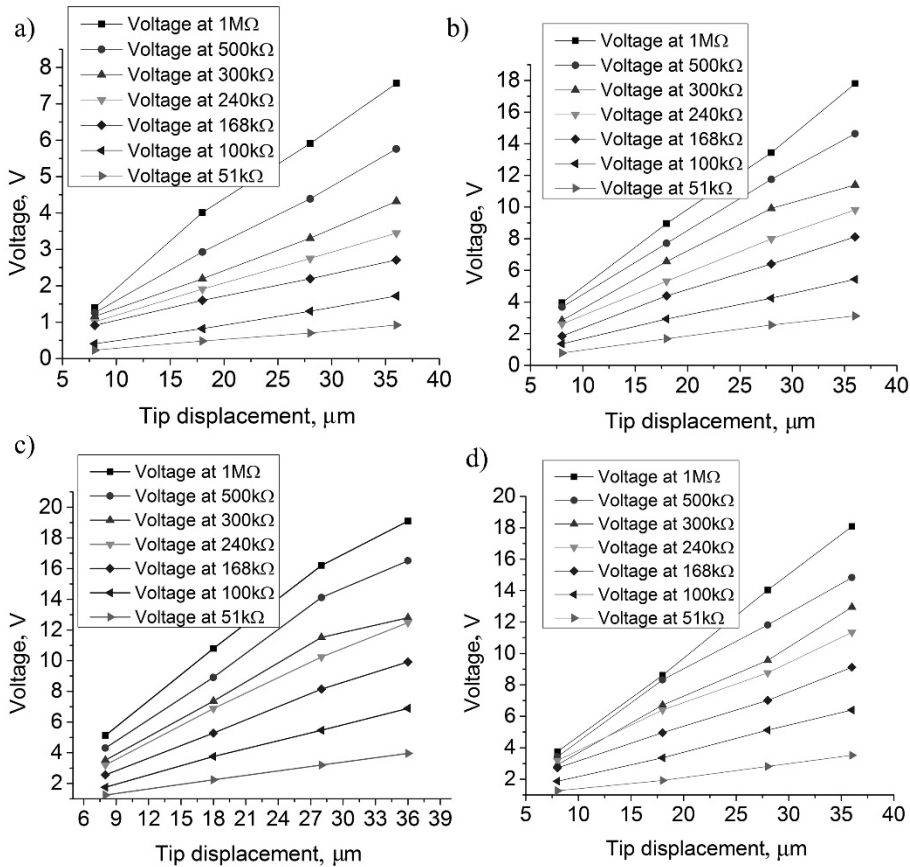 a)
Voltage at 1MΩ
Voltage at 500kΩ
Voltage at 300kΩ
Voltage at 240kΩ
Voltage at 168kΩ
Voltage at 100kΩ
Voltage at 51kΩ
8
7
6
5
4
3
2
1
0
Voltage, V
5 10 15 20 25 30 35 40
Tip displacement, μm
b)
Voltage at 1MΩ
Voltage at 500kΩ
Voltage at 300kΩ
Voltage at 240kΩ
Voltage at 168kΩ
Voltage at 100kΩ
Voltage at 51kΩ
18
16
14
12
10
8
6
4
2
0
Voltage, V
5 10 15 20 25 30 35 40
Tip displacement, μm
c)
Voltage at 1MΩ
Voltage at 500kΩ
Voltage at 300kΩ
Voltage at 240kΩ
Voltage at 168kΩ
Voltage at 100kΩ
Voltage at 51kΩ
20
18
16
14
12
10
8
6
4
2
Voltage, V
6 9 12 15 18 21 24 27 30 33 36 39
Tip displacement, μm
d)
Voltage at 1MΩ
Voltage at 500kΩ
Voltage at 300kΩ
Voltage at 240kΩ
Voltage at 168kΩ
Voltage at 100kΩ
Voltage at 51kΩ
20
18
16
14
12
10
8
6
4
2
Voltage, V
5 10 15 20 25 30 35 40
Tip displacement, μm